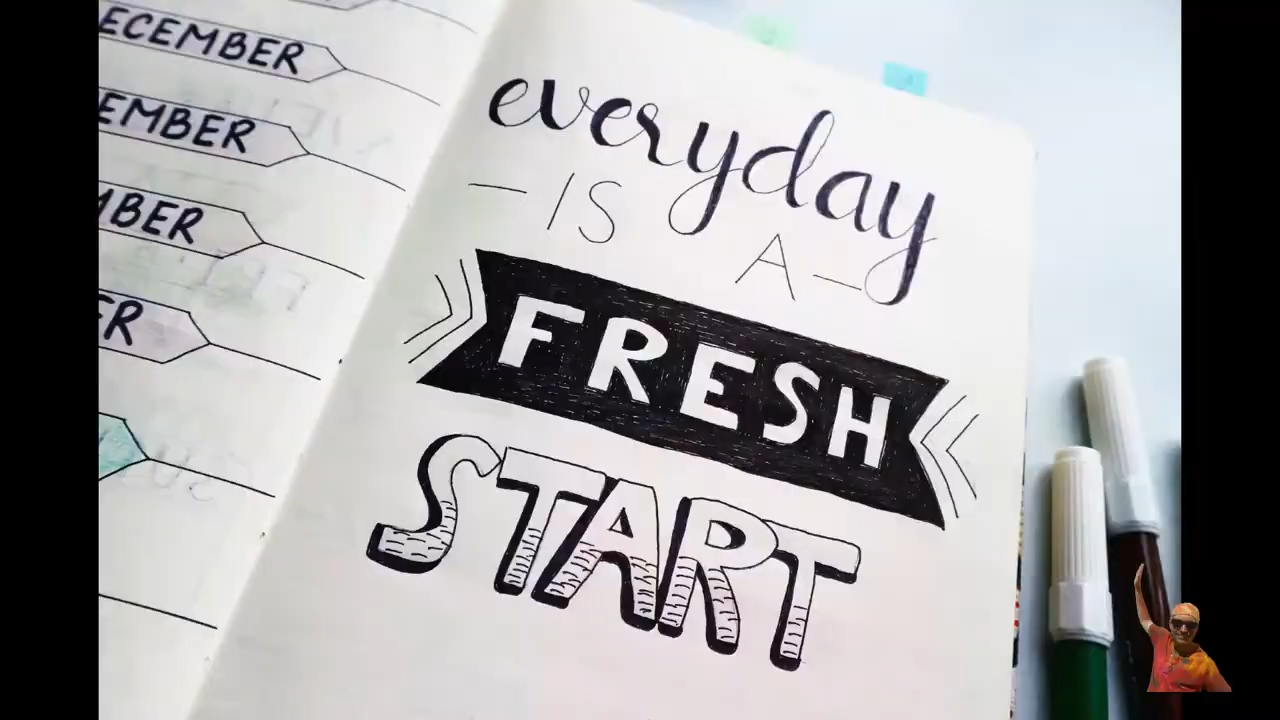 ECEMBER
EMBER
MBER
ER
everyday
— IS A —
FRESH
START